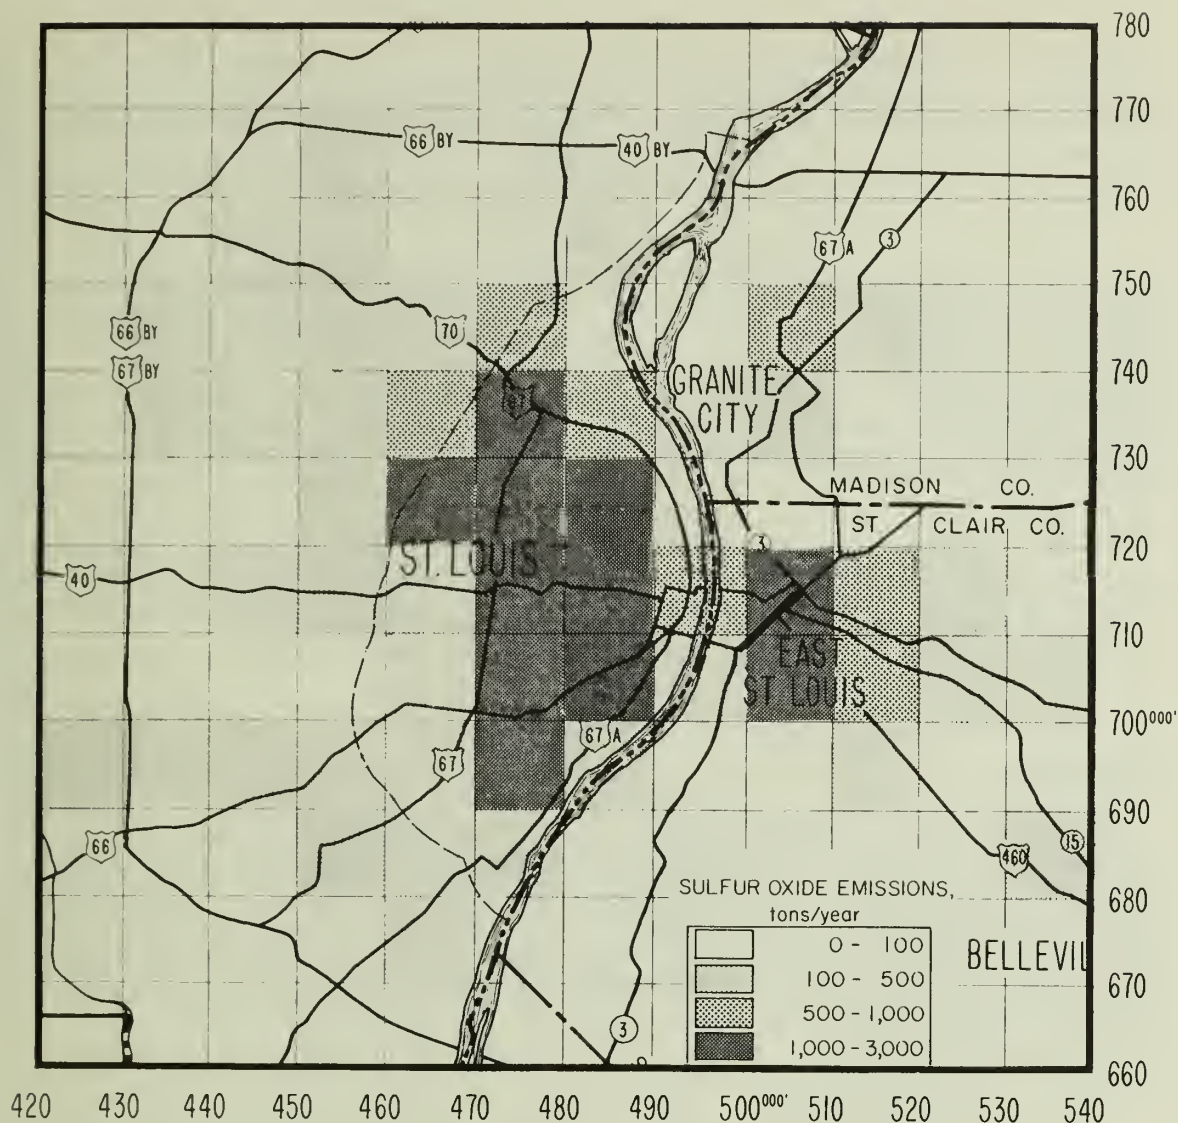 780
770
66 BY
40 BY
760
67A
3
750
66 BY
70
67 BY
740
GRANITE
CITY
67
730
MADISON CO.
ST. CLAIR CO.
3
720
ST. LOUIS
40
710
EAST
ST LOUIS
700000'
67A
67
690
66
15
460
SULFUR OXIDE EMISSIONS,
tons/year
680
0 - 100
BELLEVIL
100 - 500
670
500 - 1,000
3
1,000 - 3,000
660
420 430 440 450 460 470 480 490 500000' 510 520 530 540